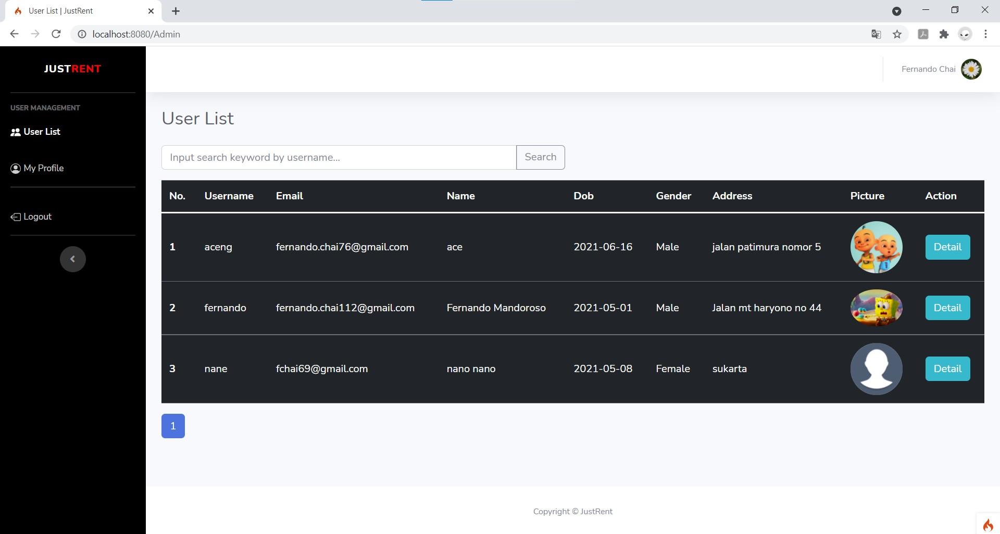 User List | JustRent
localhost:8080/Admin
JUSTRENT
Fernando Chai
USER MANAGEMENT
User List
My Profile
Logout
User List
Input search keyword by username...
Search
No. Username Email Name Dob Gender Address Picture Action
1 aceng fernando.chai76@gmail.com ace 2021-06-16 Male jalan patimura nomor 5 Detail
2 fernando fernando.chai112@gmail.com Fernando Mandoroso 2021-05-01 Male Jalan mt haryono no 44 Detail
3 nane fchai69@gmail.com nano nano 2021-05-08 Female sukarta Detail
1
Copyright © JustRent